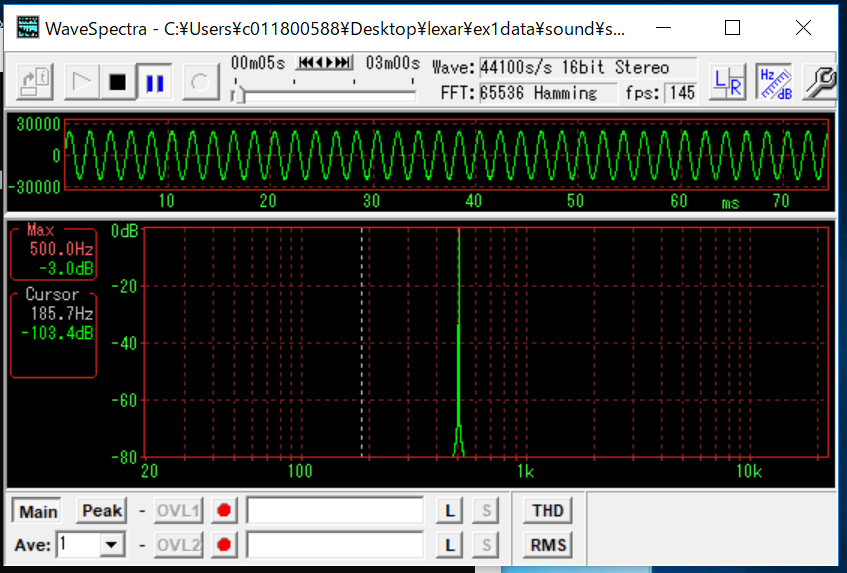 WaveSpectra - C:¥Users¥c011800588¥Desktop¥lexar¥ex1data¥sound¥s...
00m05s 03m00s Wave: 44100s/s 16bit Stereo
FFT: 65536 Hamming fps: 145
L R
Hz dB
30000
0
-30000
10 20 30 40 50 60 ms 70
Max
500.0Hz
-3.0dB
Cursor
185.7Hz
-103.4dB
0dB
-20
-40
-60
-80
20 100 1k 10k
Main Peak - OVL1 L S THD
Ave: 1 - OVL2 L S RMS